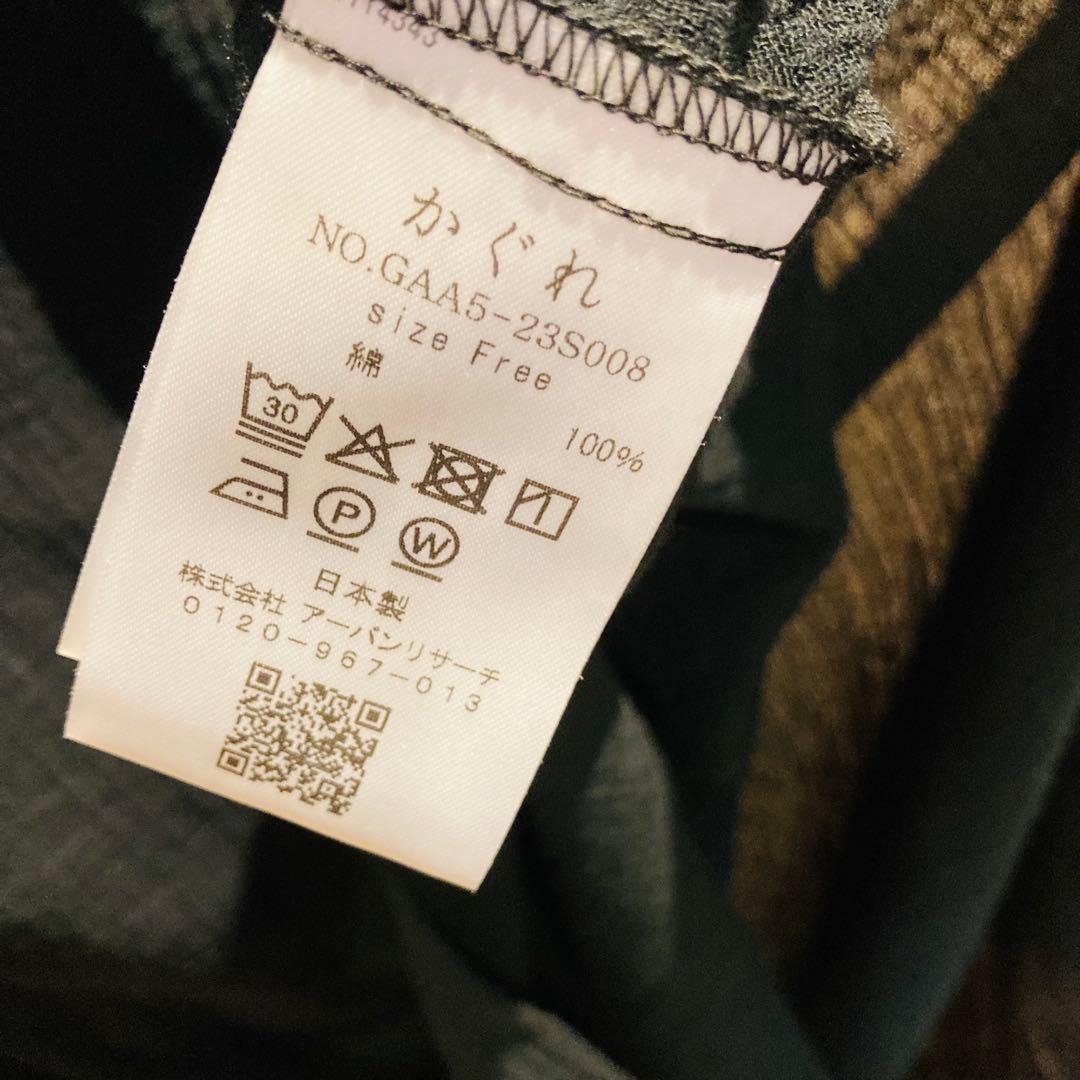 かぐれ
NO.GAA5-23S008
size Free
綿 100%
30
P W
日本製
株式会社 アーバンリサーチ
0120-967-013